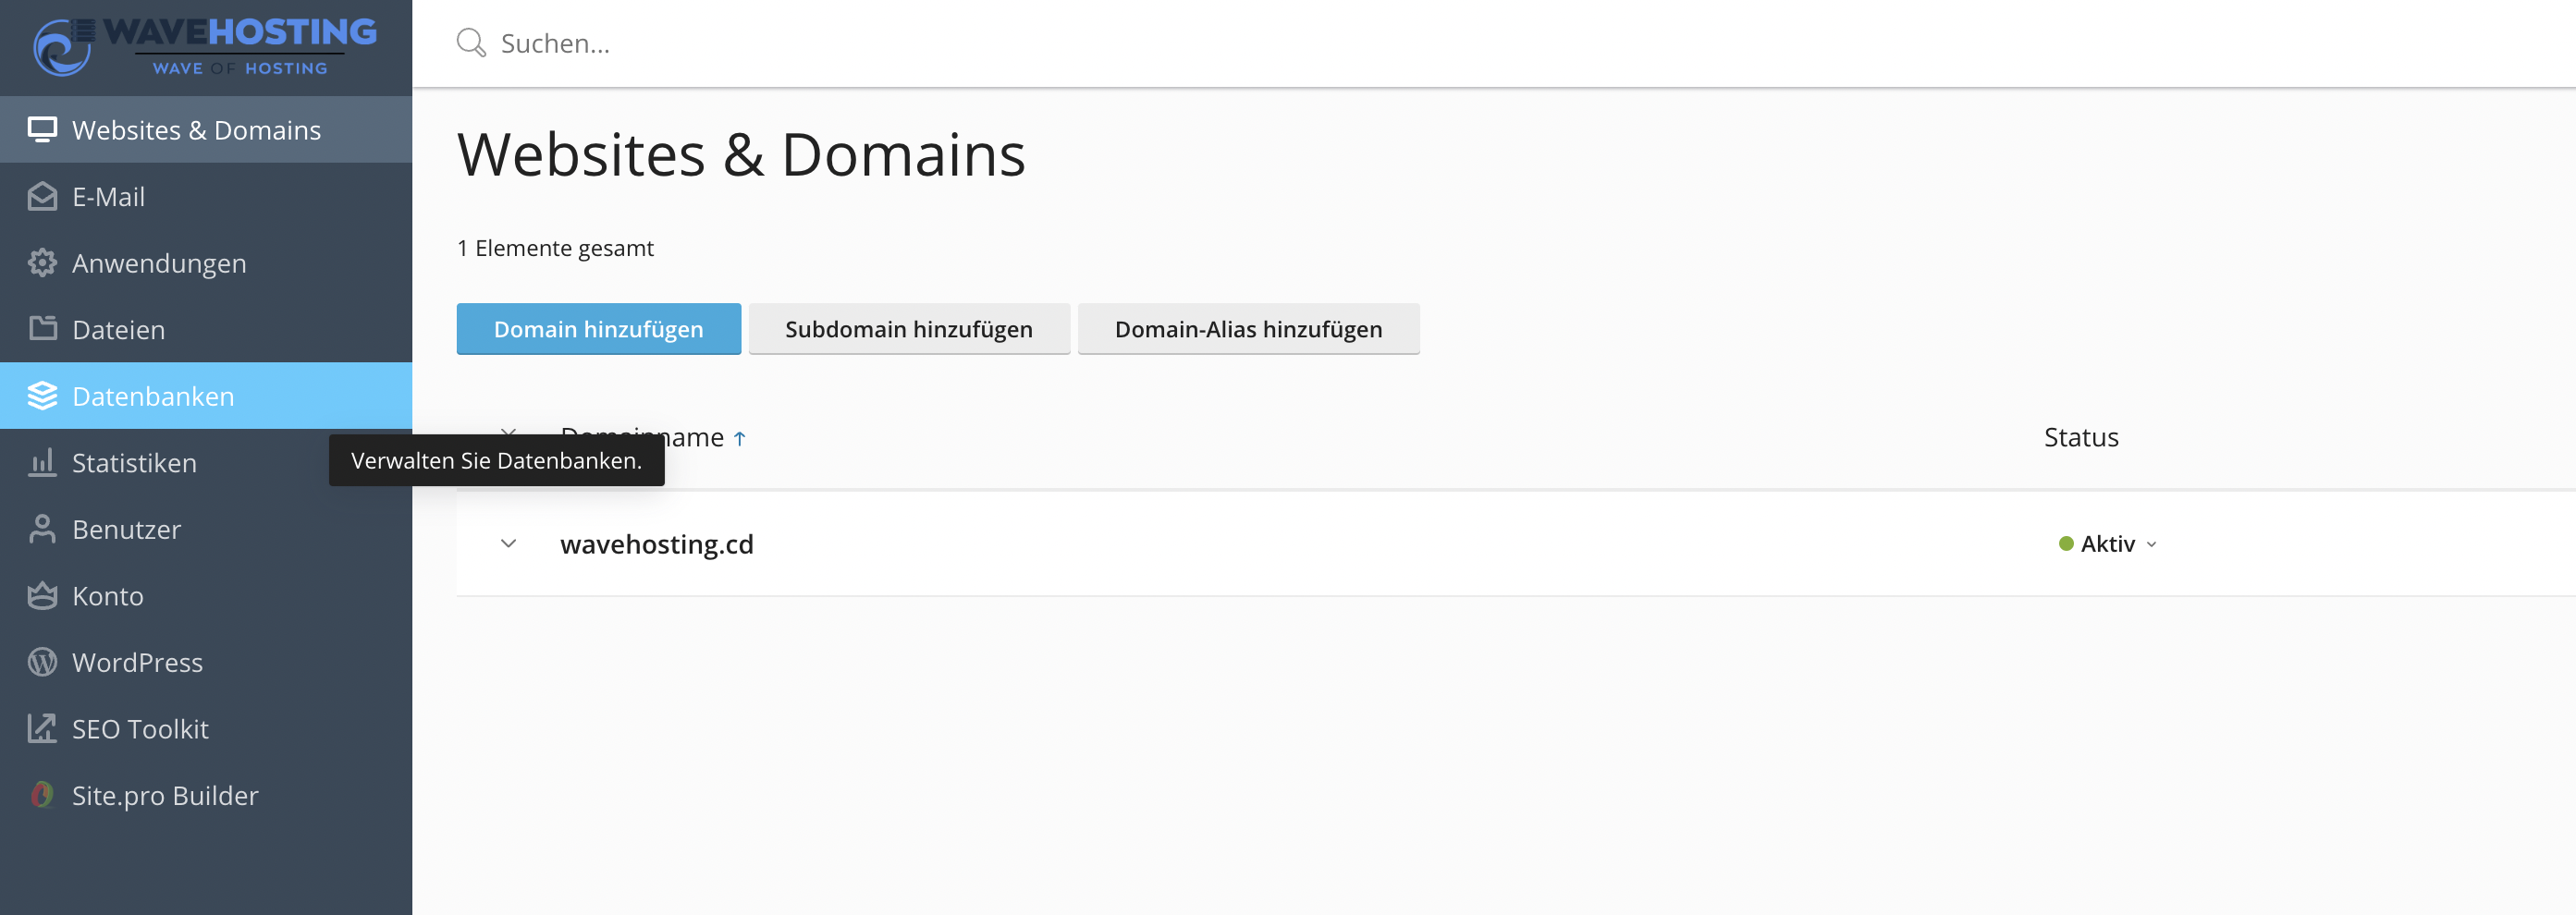 WAVEHOSTING
WAVE OF HOSTING
Suchen...
Websites & Domains
E-Mail
Anwendungen
Dateien
Datenbanken
Statistiken
Benutzer
Konto
WordPress
SEO Toolkit
Site.pro Builder
Websites & Domains
1 Elemente gesamt
Domain hinzufügen
Subdomain hinzufügen
Domain-Alias hinzufügen
Domainname ↑
Status
Verwalten Sie Datenbanken.
wavehosting.cd
Aktiv